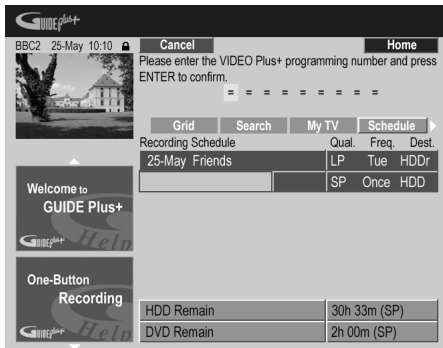 GUIDE plus+
BBC2 25-May 10:10
Cancel
Home
Please enter the VIDEO Plus+ programming number and press
ENTER to confirm.
= = = = = = = = =
Grid Search My TV Schedule
Recording Schedule Qual. Freq. Dest.
25-May Friends LP Tue HDDr
SP Once HDD
Welcome to
GUIDE Plus+
GUIDE plus+ Help
One-Button
Recording
GUIDE plus+ Help
HDD Remain 30h 33m (SP)
DVD Remain 2h 00m (SP)